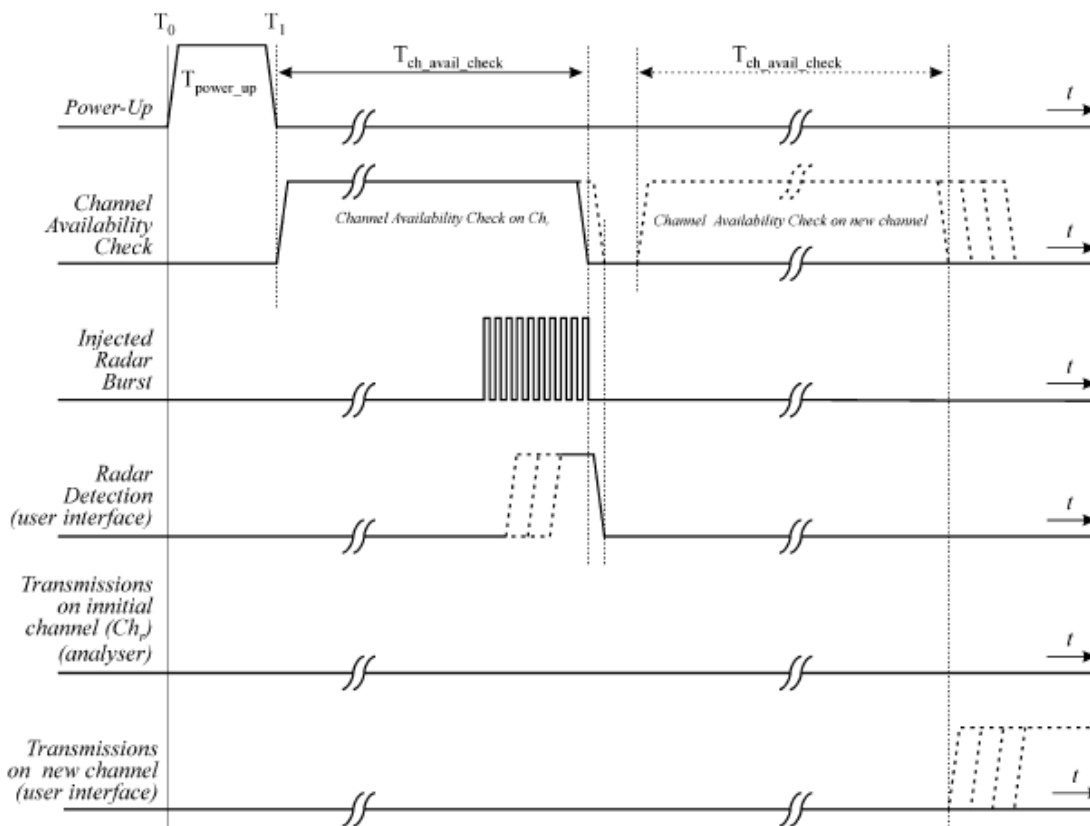 T0 T1
Tch_avail_check Tch_avail_check
Tpower_up
Power-Up t
Channel
Availability
Check
Channel Availability Check on Chr
Channel Availability Check on new channel
t
Injected
Radar
Burst
t
Radar
Detection
(user interface)
t
Transmissions
on innitial
channel (Chr)
(analyser)
t
Transmissions
on new channel
(user interface)
t